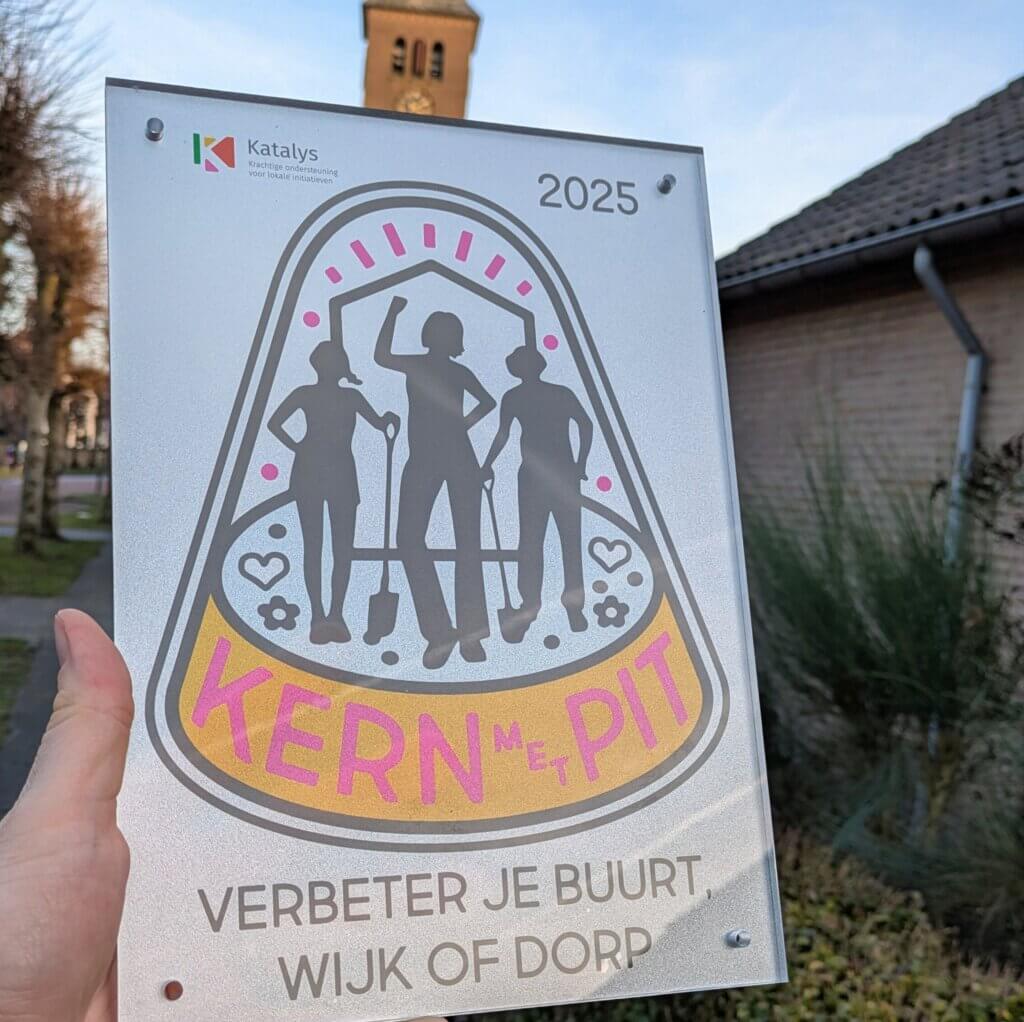 Katalys
Krachtige ondersteuning
voor lokale initiatieven
2025
KERN MET PIT
VERBETER JE BUURT,
WIJK OF DORP